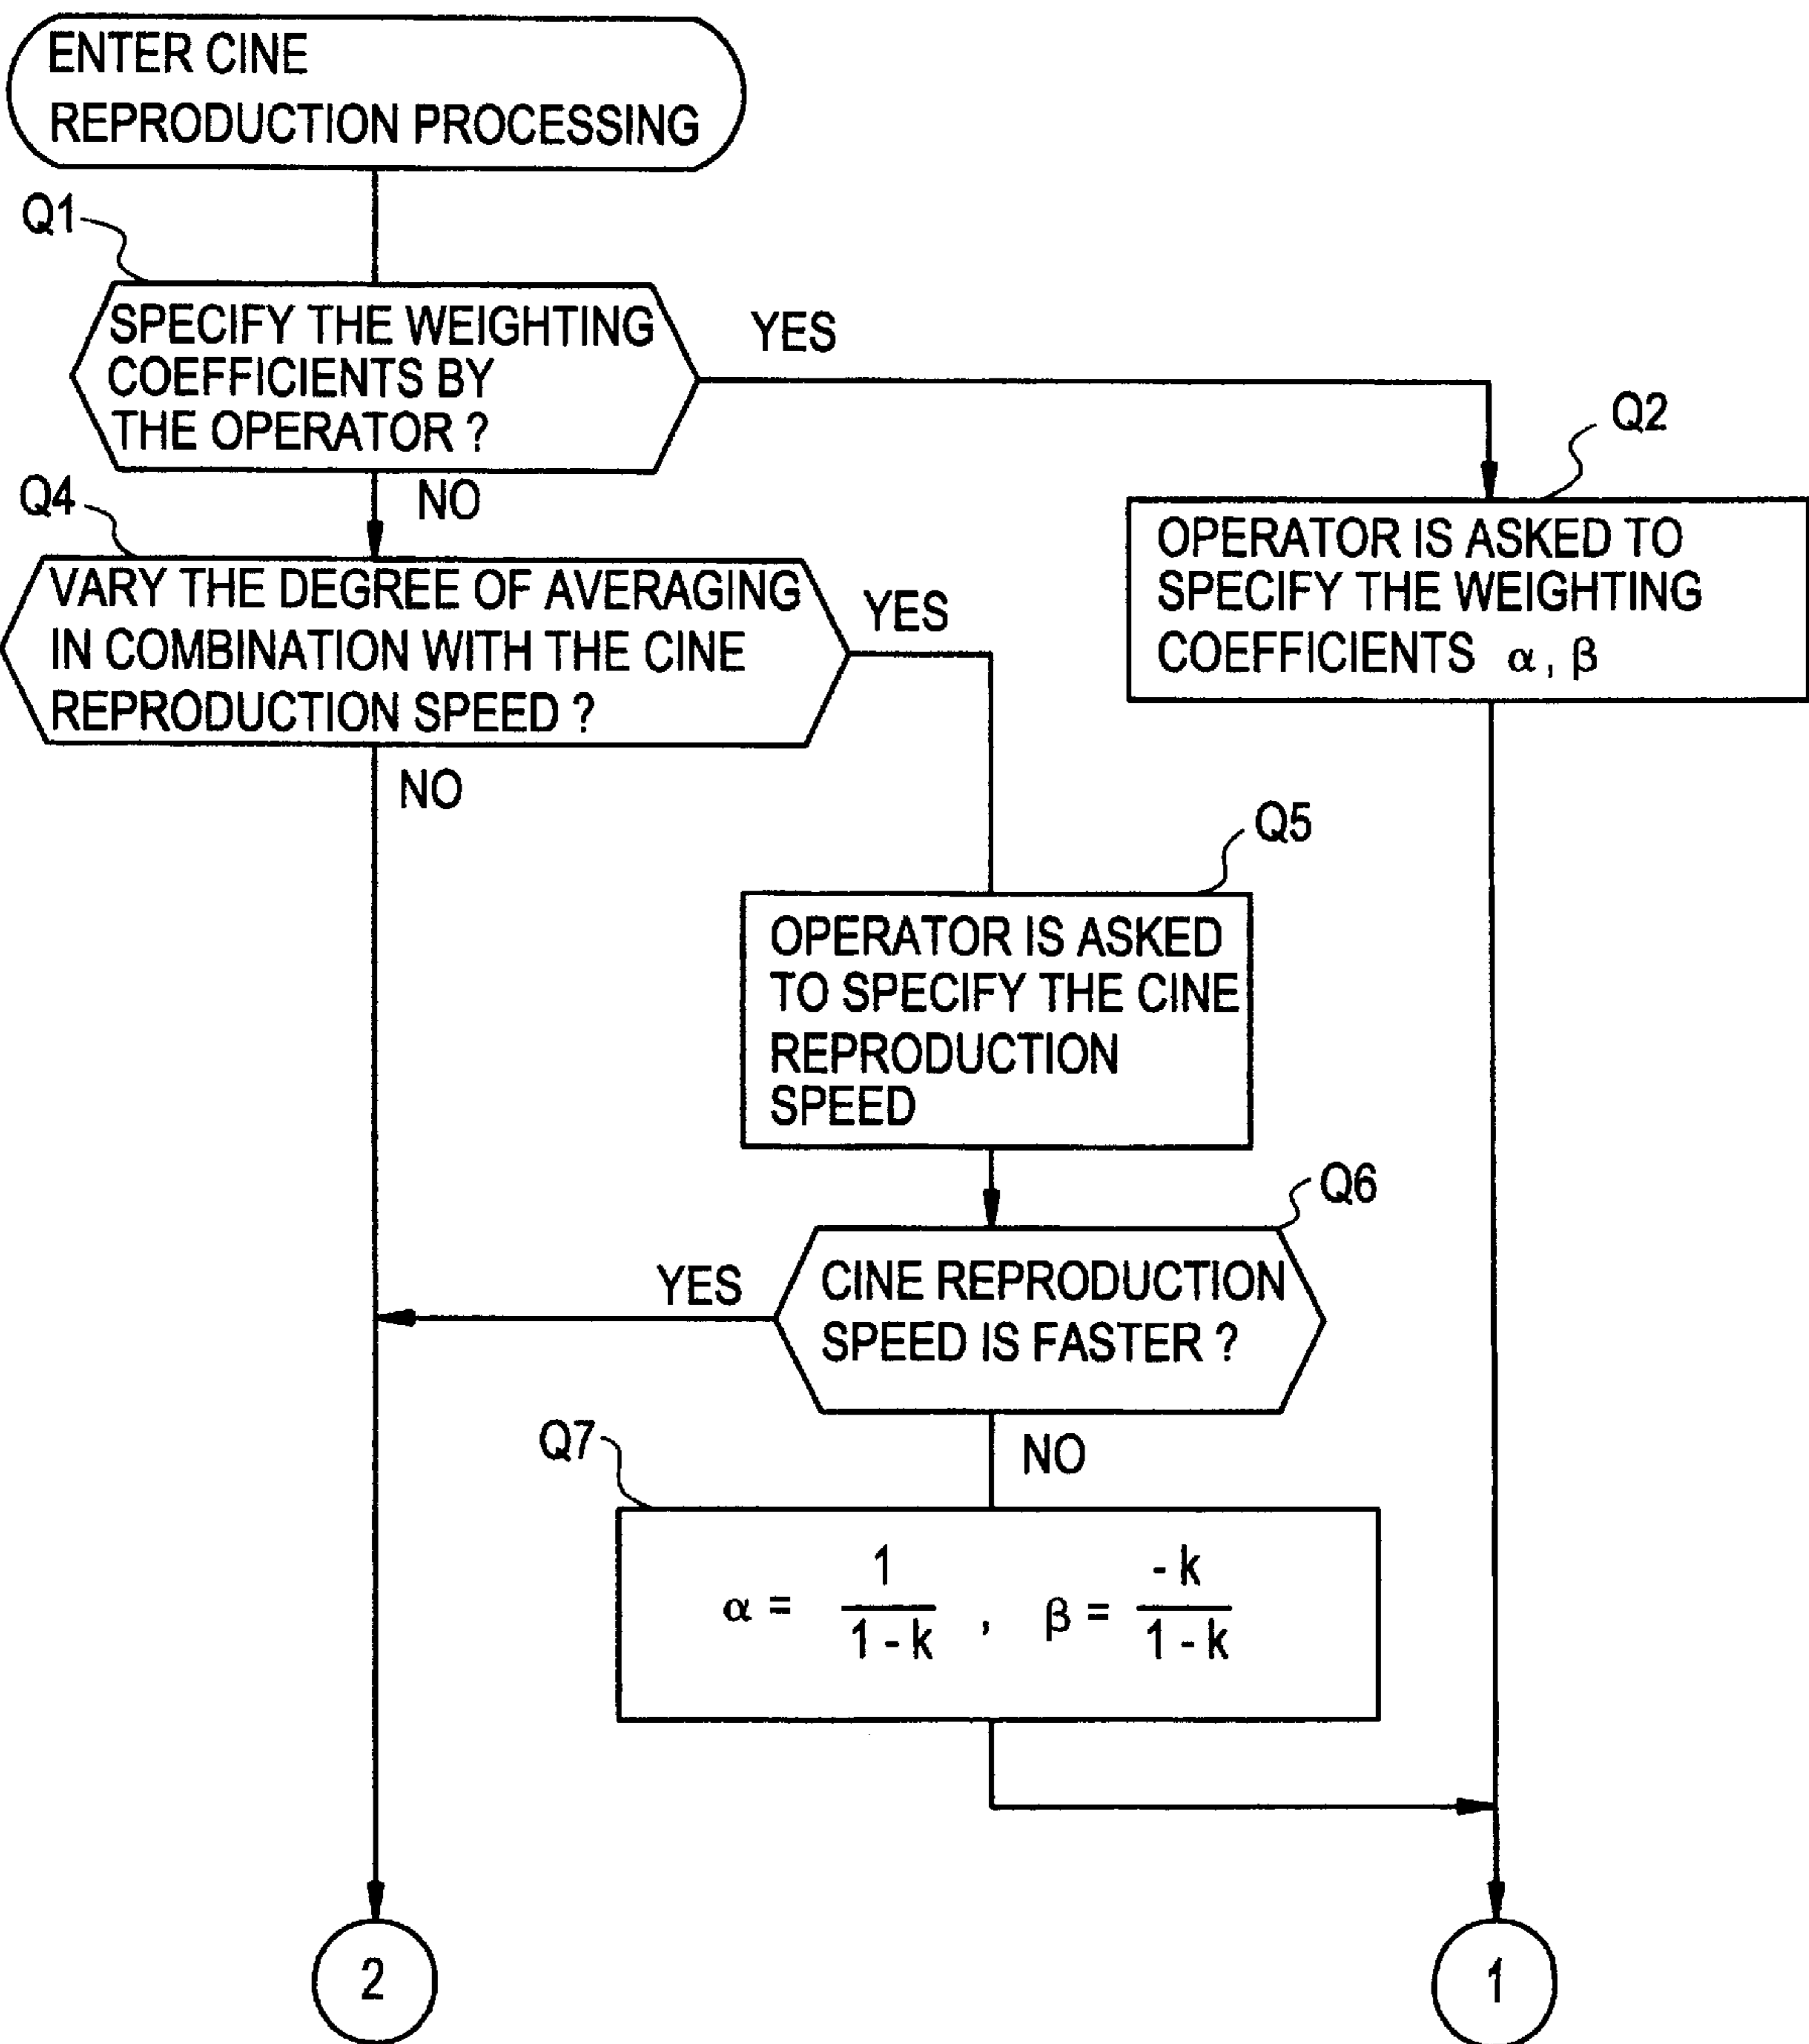 ENTER CINE
REPRODUCTION PROCESSING
Q1
SPECIFY THE WEIGHTING
COEFFICIENTS BY
THE OPERATOR ?
YES
NO
Q2
OPERATOR IS ASKED TO
SPECIFY THE WEIGHTING
COEFFICIENTS α, β
Q4
VARY THE DEGREE OF AVERAGING
IN COMBINATION WITH THE CINE
REPRODUCTION SPEED ?
YES
NO
Q5
OPERATOR IS ASKED
TO SPECIFY THE CINE
REPRODUCTION
SPEED
Q6
CINE REPRODUCTION
SPEED IS FASTER ?
YES
NO
Q7
α = 1 / 1 - k , β = - k / 1 - k
2
1